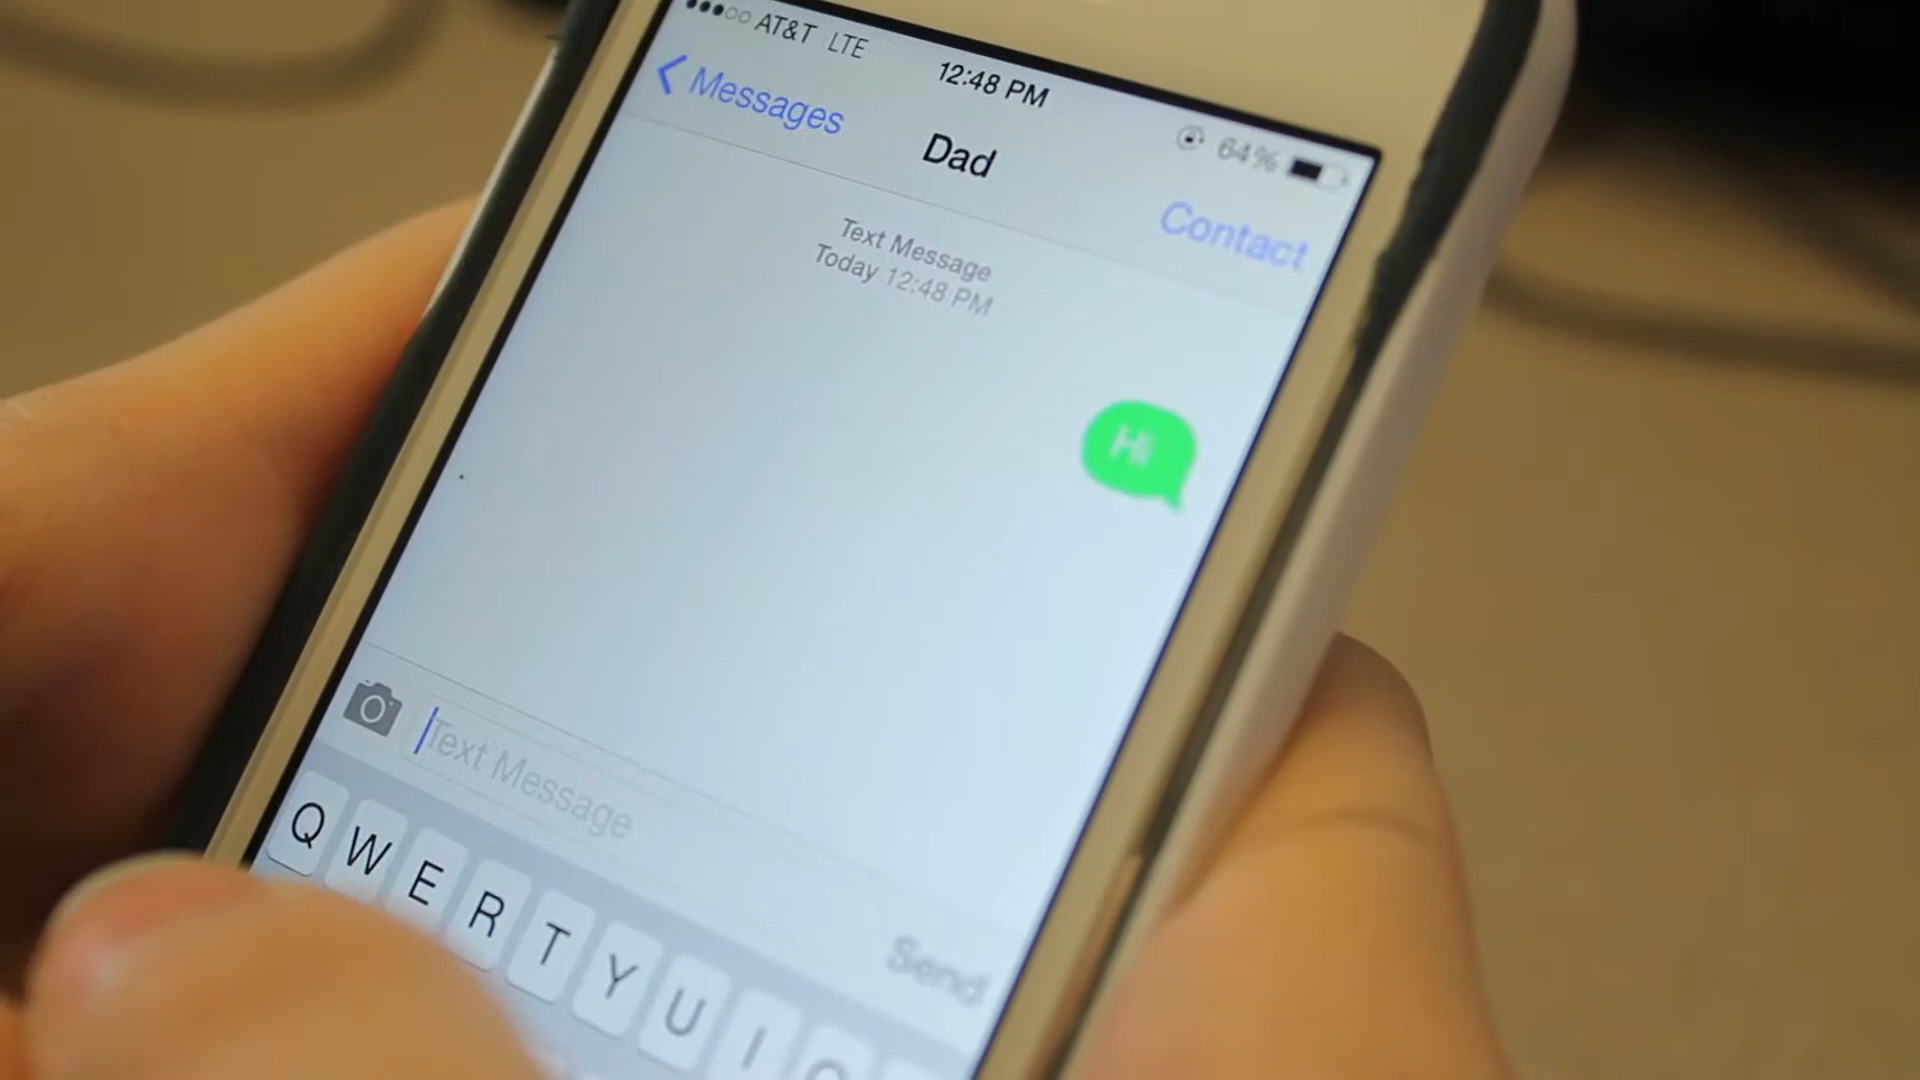 AT&T LTE
12:48 PM
64%
Messages
Dad
Contact
Text Message
Today 12:48 PM
Hi
Text Message
Send
Q W E R T Y U I